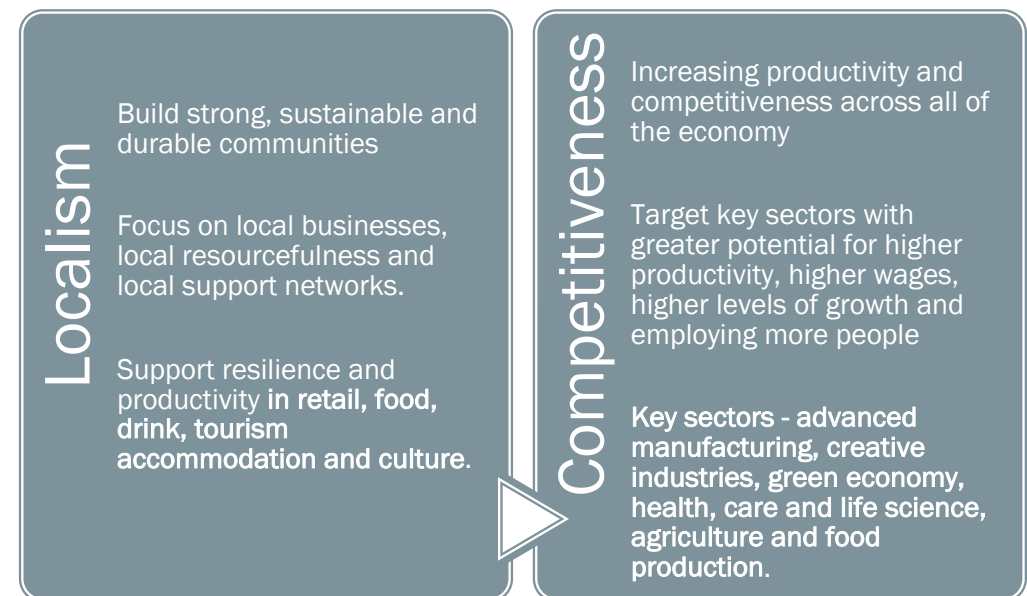 Localism
Build strong, sustainable and
durable communities
Focus on local businesses,
local resourcefulness and
local support networks.
Support resilience and
productivity in retail, food,
drink, tourism
accommodation and culture.
Competitiveness
Increasing productivity and
competitiveness across all of
the economy
Target key sectors with
greater potential for higher
productivity, higher wages,
higher levels of growth and
employing more people
Key sectors - advanced
manufacturing, creative
industries, green economy,
health, care and life science,
agriculture and food
production.